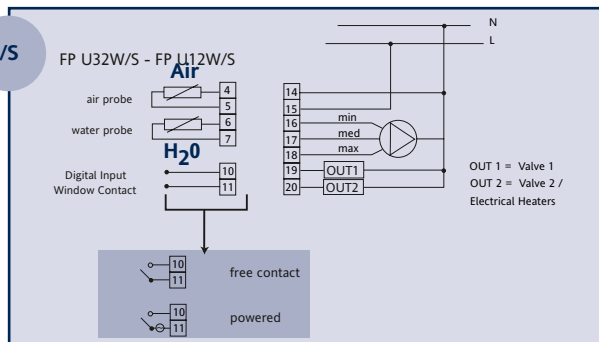 /S
FP U32W/S - FP U12W/S
Air
air probe
4
5
water probe
6
7
H20
Digital Input
Window Contact
10
11
N
L
14
15
16 min
17 med
18 max
19 OUT1
20 OUT2
OUT 1 = Valve 1
OUT 2 = Valve 2 /
Electrical Heaters
10
11
free contact
10
11
powered